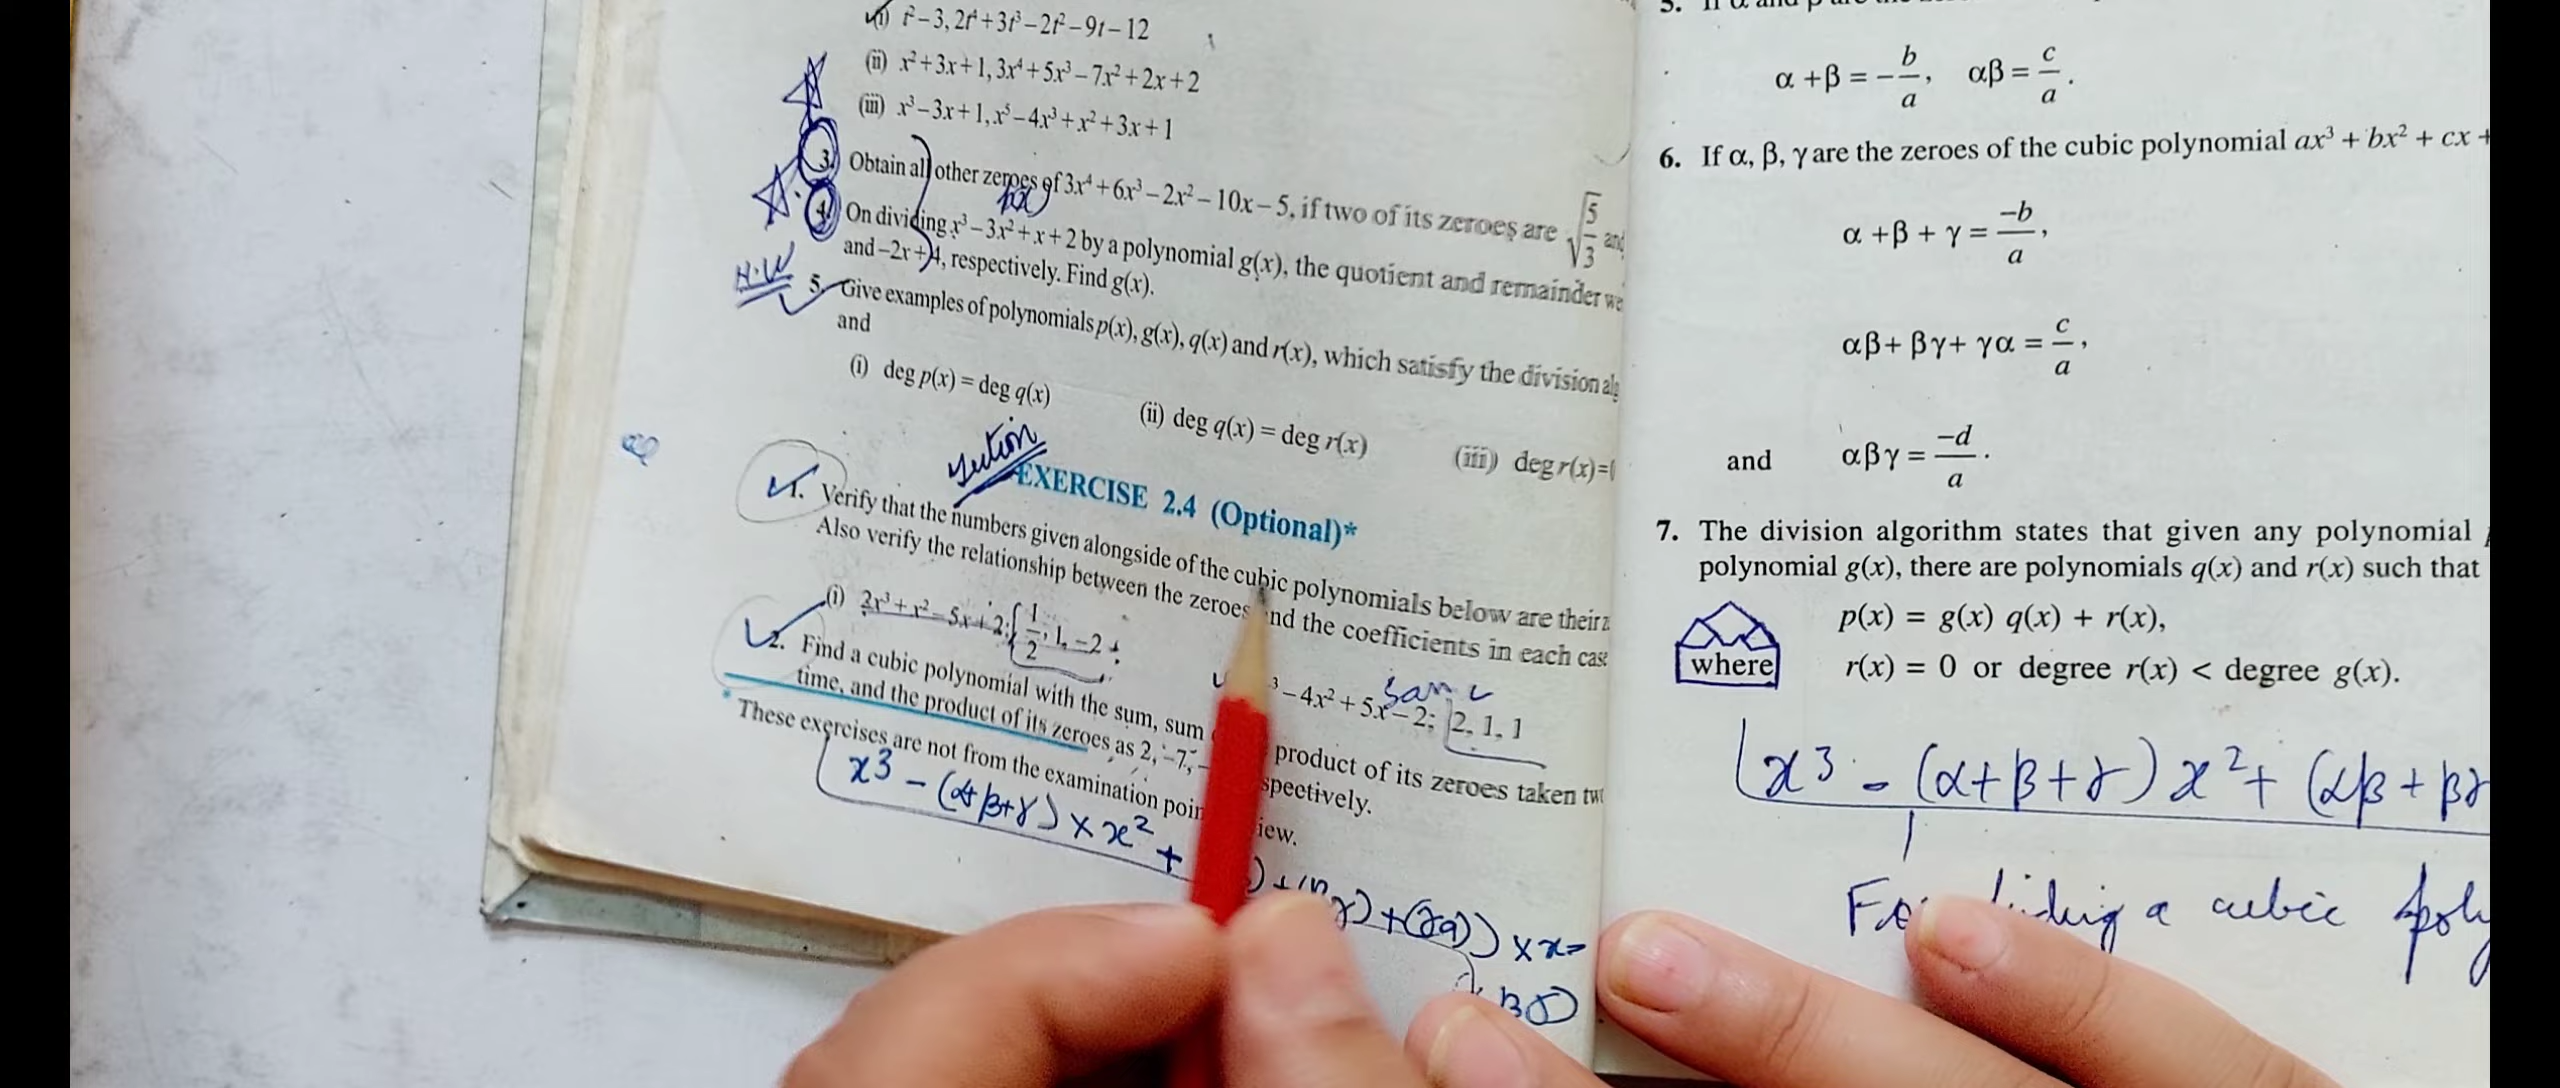 (i) t²–3, 2t⁴+3t³–2t²–9t–12
(ii) x²+3x+1, 3x⁴+5x³–7x²+2x+2
(iii) x³–3x+1, x⁵–4x³+x²+3x+1
3. Obtain all other zeroes of 3x⁴+6x³–2x²–10x–5, if two of its zeroes are √5/3 and
4. On dividing x³–3x²+x+2 by a polynomial g(x), the quotient and remainder we
and –2x+4, respectively. Find g(x).
H.W
5. Give examples of polynomials p(x), g(x), q(x) and r(x), which satisfy the division alg
and
(i) deg p(x) = deg q(x) (ii) deg q(x) = deg r(x) (iii) deg r(x)=0
EXERCISE 2.4 (Optional)*
1. Verify that the numbers given alongside of the cubic polynomials below are their z
Also verify the relationship between the zeroes and the coefficients in each cas
(i) 2x³+x²–5x+2; 1/2, 1, –2
³–4x²+5x–2; 2, 1, 1
Same
2. Find a cubic polynomial with the sum, sum product of its zeroes taken tw
time, and the product of its zeroes as 2, –7, spectively.
* These exercises are not from the examination poin iew.
x3 – (α+β+γ) × x² +
× x –
α + β = – b/a, αβ = c/a.
6. If α, β, γ are the zeroes of the cubic polynomial ax³ + bx² + cx +
α + β + γ = –b/a,
αβ + βγ + γα = c/a,
and αβγ = –d/a.
7. The division algorithm states that given any polynomial
polynomial g(x), there are polynomials q(x) and r(x) such that
p(x) = g(x) q(x) + r(x),
where r(x) = 0 or degree r(x) < degree g(x).
x3 – (α+β+γ) x² + (αβ + βγ
a cubic poly